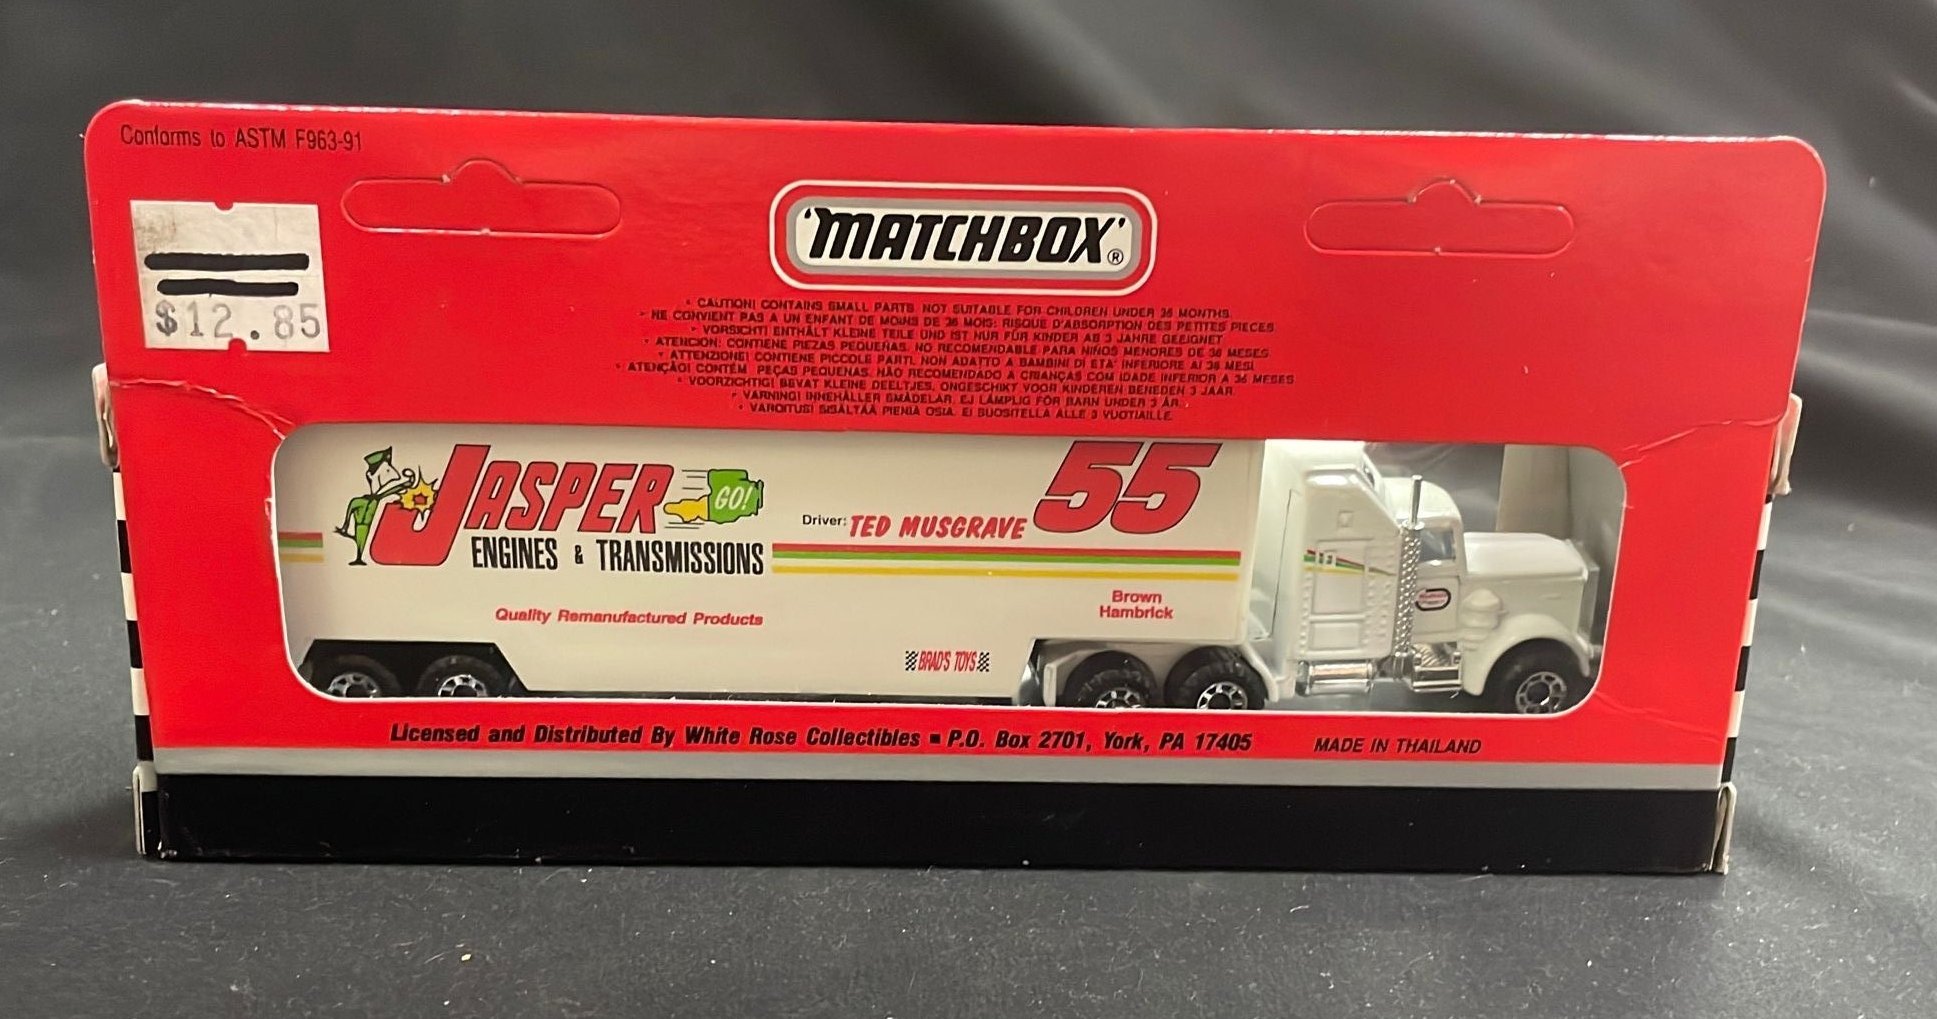 Conforms to ASTM F963-91
$12.85
'MATCHBOX'®
• CAUTION! CONTAINS SMALL PARTS. NOT SUITABLE FOR CHILDREN UNDER 36 MONTHS.
• NE CONVIENT PAS A UN ENFANT DE MOINS DE 36 MOIS: RISQUE D'ABSORPTION DES PETITES PIECES
• VORSICHT! ENTHÄLT KLEINE TEILE UND IST NUR FÜR KINDER AB 3 JAHRE GEEIGNET
• ATENCION: CONTIENE PIEZAS PEQUEÑAS. NO RECOMENDABLE PARA NIÑOS MENORES DE 36 MESES
• ATTENZIONE! CONTIENE PICCOLE PARTI. NON ADATTO A BAMBINI DI ETA' INFERIORE AI 36 MESI
• ATENÇÃO! CONTÉM PEÇAS PEQUENAS. NÃO RECOMENDADO A CRIANÇAS COM IDADE INFERIOR A 36 MESES
• VOORZICHTIG! BEVAT KLEINE DEELTJES. ONGESCHIKT VOOR KINDEREN BENEDEN 3 JAAR.
• VARNING! INNEHÅLLER SMÅDELAR. EJ LÄMPLIG FÖR BARN UNDER 3 ÅR.
• VAROITUS! SISÄLTÄÄ PIENIÄ OSIA. EI SUOSITELLA ALLE 3 VUOTIAILLE
JASPER GO!
ENGINES & TRANSMISSIONS
Driver: TED MUSGRAVE 55
Quality Remanufactured Products
Brown
Hambrick
BRAD'S TOYS
Licensed and Distributed By White Rose Collectibles ■ P.O. Box 2701, York, PA 17405
MADE IN THAILAND